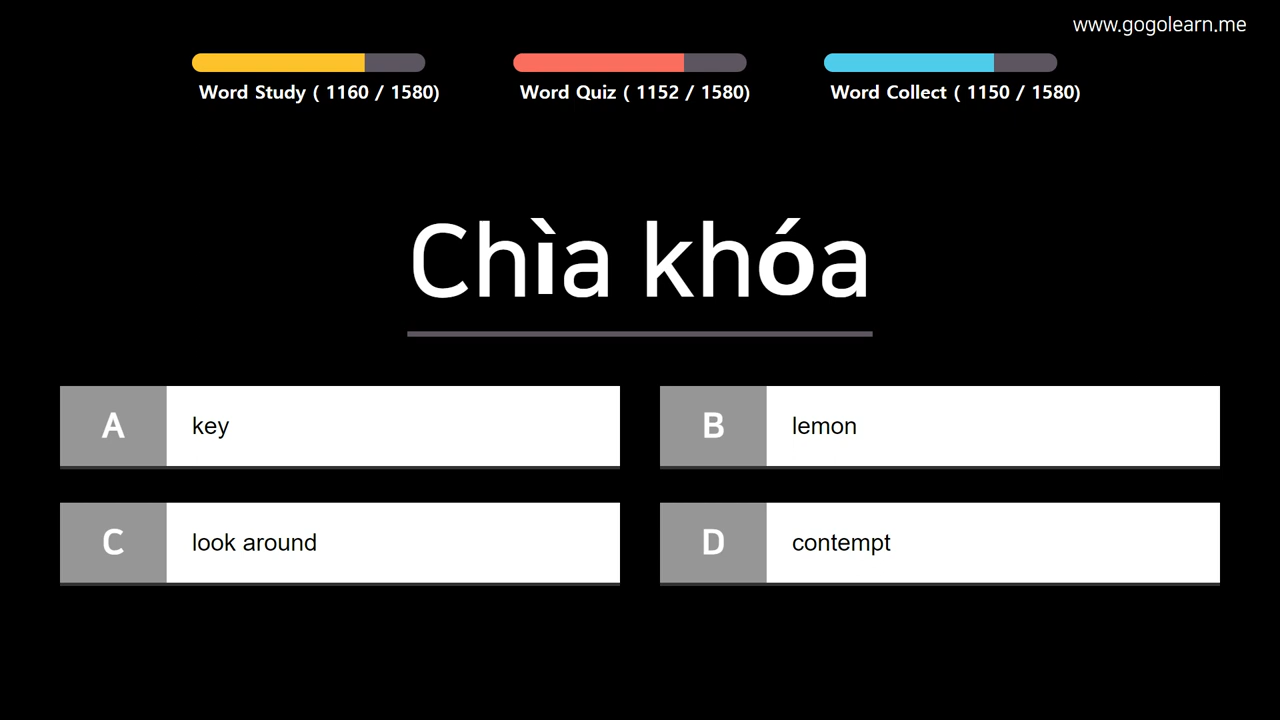 www.gogolearn.me
Word Study ( 1160 / 1580)
Word Quiz ( 1152 / 1580)
Word Collect ( 1150 / 1580)
Chìa khóa
A key
B lemon
C look around
D contempt